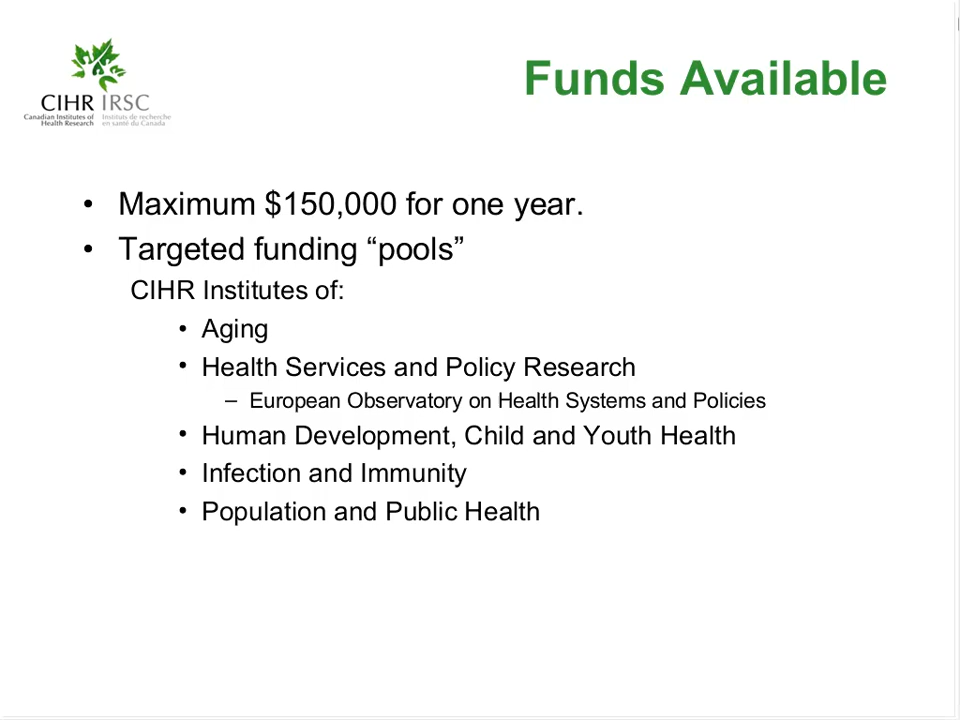 CIHR IRSC
Canadian Institutes of Health Research
Instituts de recherche en santé du Canada
Funds Available
• Maximum $150,000 for one year.
• Targeted funding “pools”
CIHR Institutes of:
• Aging
• Health Services and Policy Research
– European Observatory on Health Systems and Policies
• Human Development, Child and Youth Health
• Infection and Immunity
• Population and Public Health